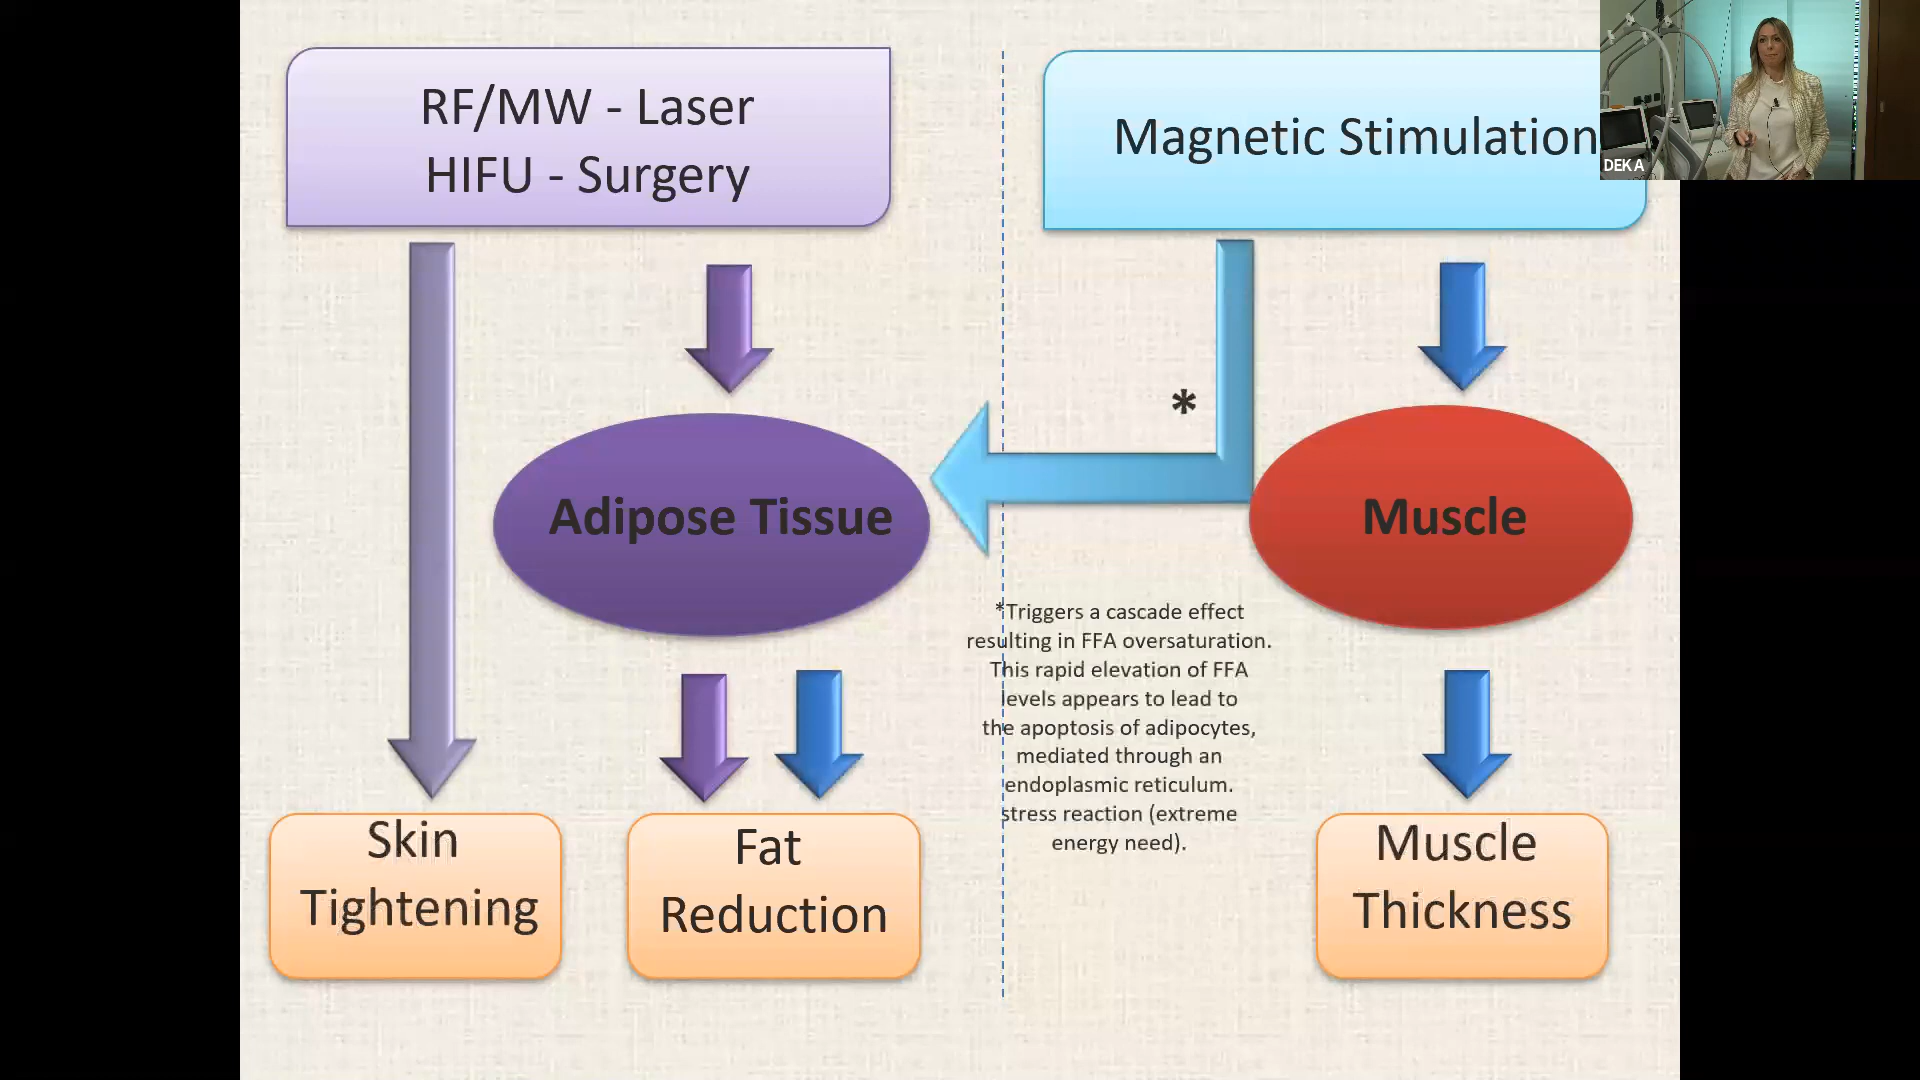 RF/MW - Laser
HIFU - Surgery
Magnetic Stimulation
DEKA
*
Adipose Tissue
Muscle
*Triggers a cascade effect
resulting in FFA oversaturation.
This rapid elevation of FFA
levels appears to lead to
the apoptosis of adipocytes,
mediated through an
endoplasmic reticulum.
stress reaction (extreme
energy need).
Skin
Tightening
Fat
Reduction
Muscle
Thickness